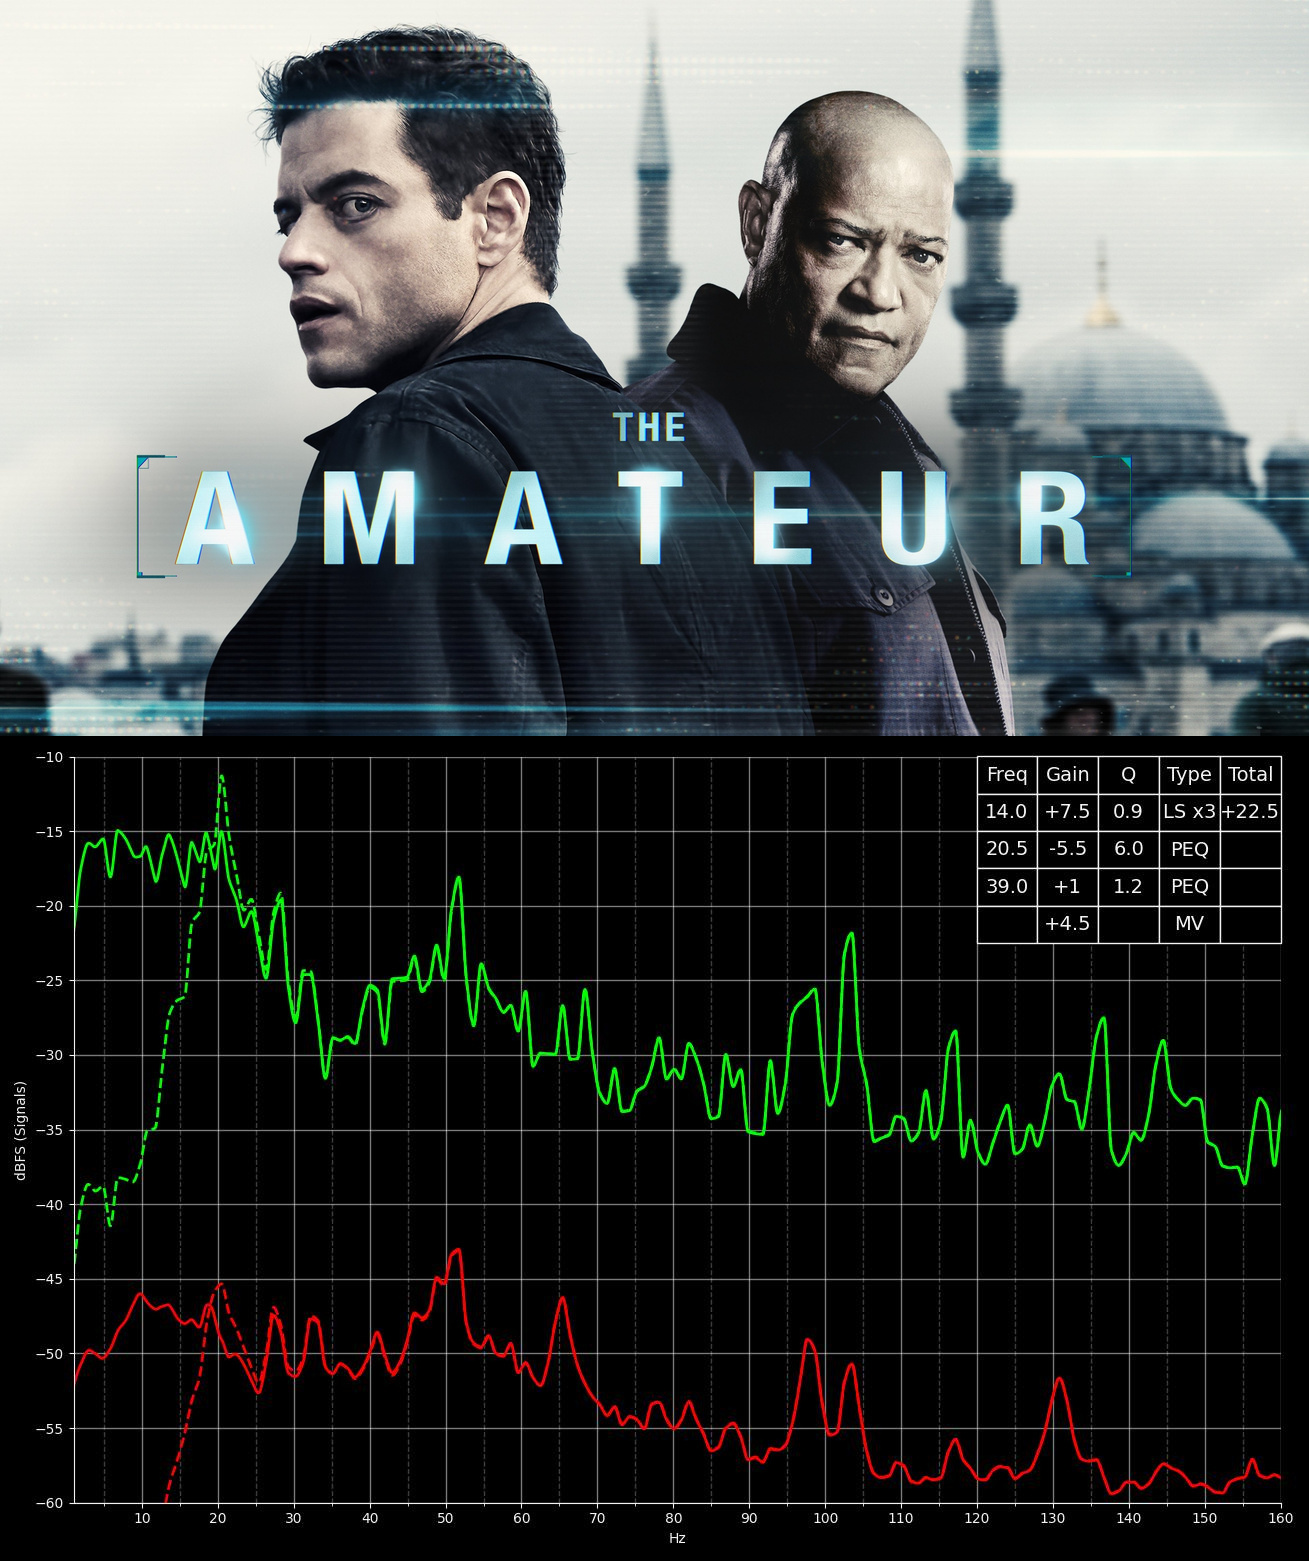 THE
AMATEUR
Freq Gain Q Type Total
14.0 +7.5 0.9 LS x3 +22.5
20.5 -5.5 6.0 PEQ
39.0 +1 1.2 PEQ
+4.5 MV
−10
−15
−20
−25
−30
−35
−40
−45
−50
−55
−60
dBFS (Signals)
10 20 30 40 50 60 70 80 90 100 110 120 130 140 150 160
Hz